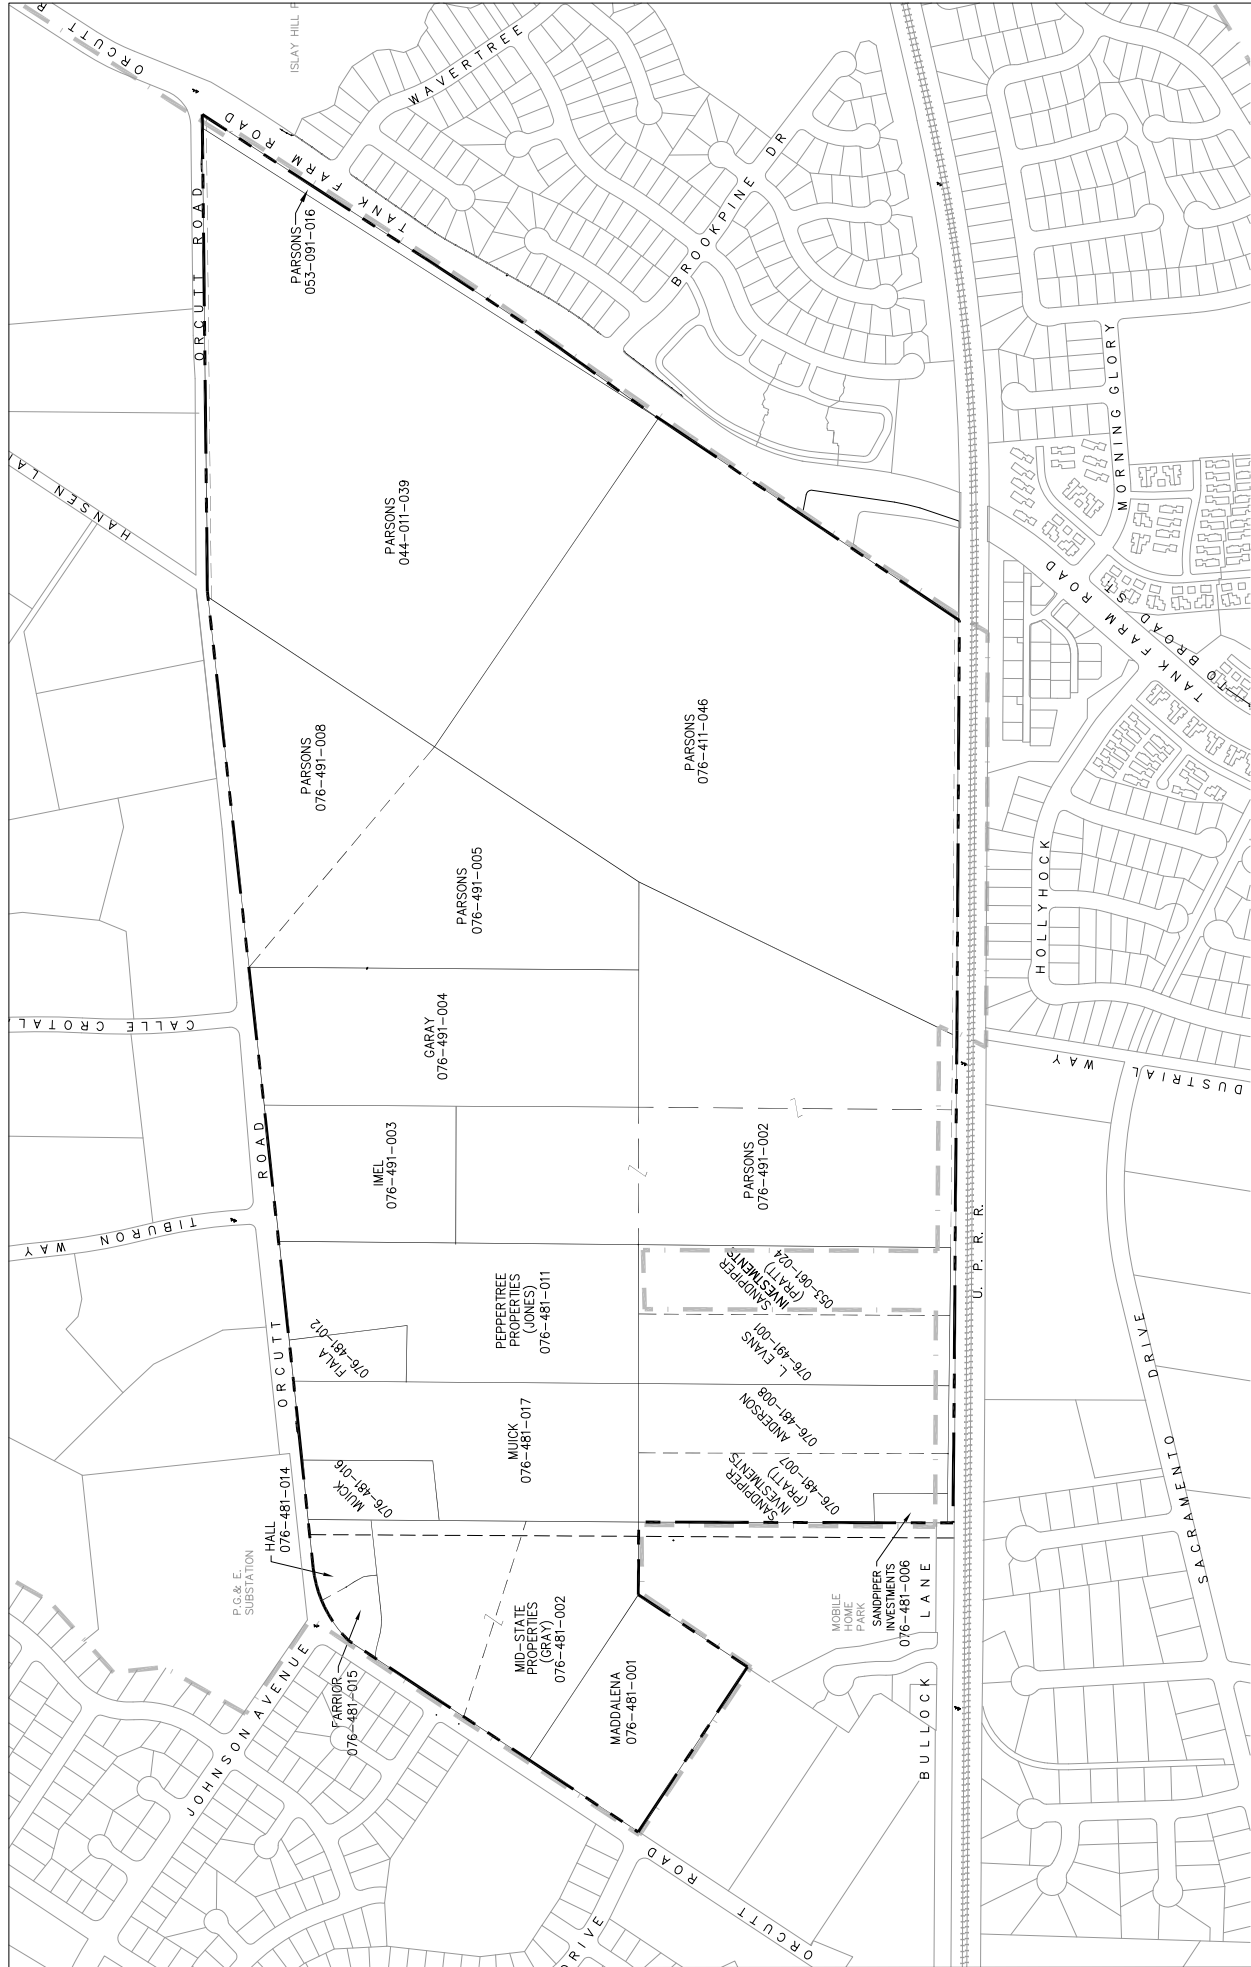 ORCUTT R
ISLAY HILL P
WAVERTREE
TANK FARM ROAD
BROOKPINE DR
ORCUTT ROAD
PARSONS
053-091-016
HANSEN LA
PARSONS
044-011-039
MORNING GLORY
TANK FARM ROAD
TO BROAD ST.
PARSONS
076-491-008
PARSONS
076-411-046
PARSONS
076-491-005
HOLLYHOCK
CALLE CROTAL
GARAY
076-491-004
DUSTRIAL WAY
ORCUTT ROAD
IMEL
076-491-003
PARSONS
076-491-002
TIBURON WAY
U. P. R. R.
PEPPERTREE
PROPERTIES
(JONES)
076-481-011
SANDPIPER
INVESTMENTS
(PRATT)
053-061-024
FIALA
076-481-012
L. EVANS
076-491-001
MUICK
076-481-017
ANDERSON
076-481-008
SANDPIPER
INVESTMENTS
(PRATT)
076-481-007
MUICK
076-481-016
HALL
076-481-014
P.G.& E.
SUBSTATION
SACRAMENTO DRIVE
MID-STATE
PROPERTIES
(GRAY)
076-481-002
MOBILE
HOME
PARK
SANDPIPER
INVESTMENTS
076-481-006
BULLOCK LANE
FARRIOR
076-481-015
MADDALENA
076-481-001
JOHNSON AVENUE
ORCUTT ROAD
DRIVE